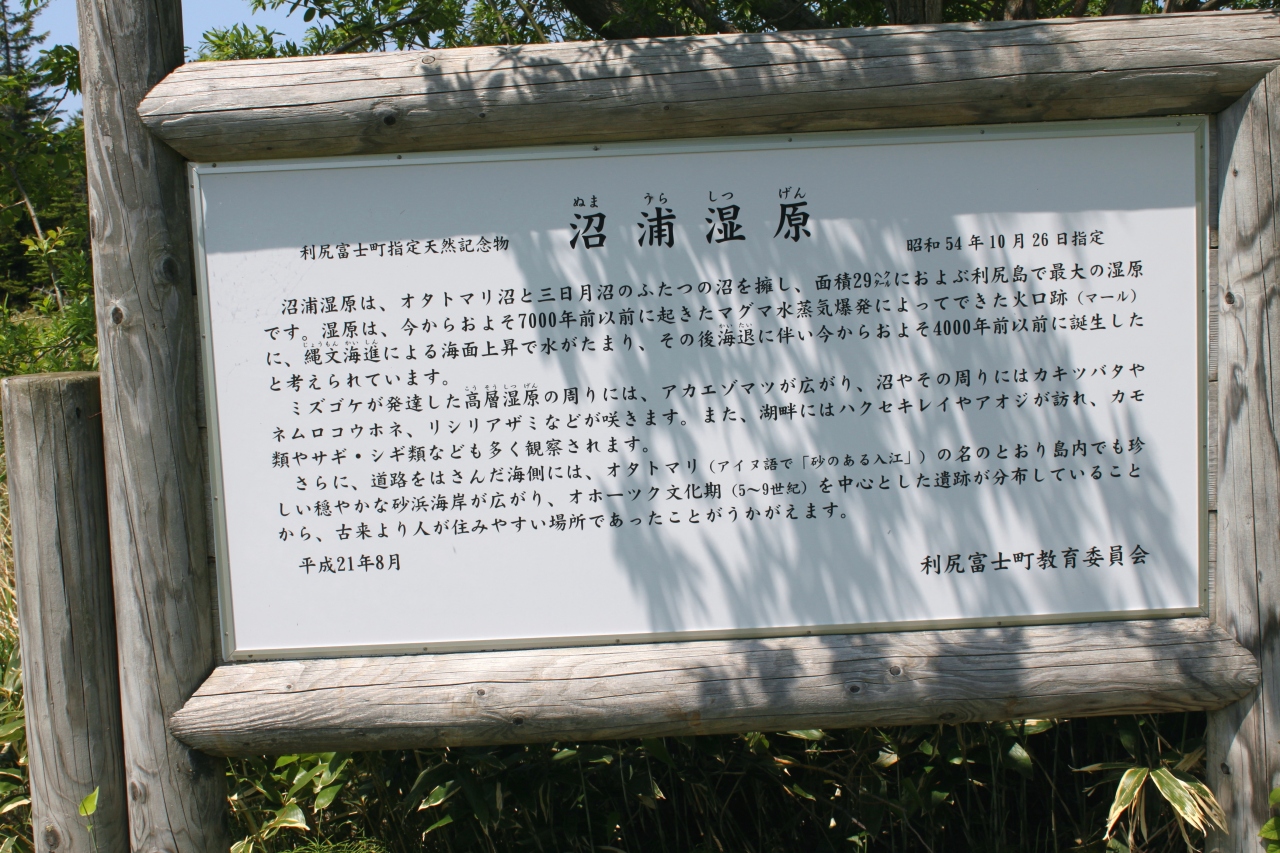 ぬま うら しつ げん
沼浦湿原
利尻富士町指定天然記念物
昭和54年10月26日指定
沼浦湿原は、オタトマリ沼と三日月沼のふたつの沼を擁し、面積29ヘクタールにおよぶ利尻島で最大の湿原
です。湿原は、今からおよそ7000年前以前に起きたマグマ水蒸気爆発によってできた火口跡(マール)
じょうもん かい しん かい たい
に、縄文海進による海面上昇で水がたまり、その後海退に伴い今からおよそ4000年前以前に誕生した
と考えられています。
こう そう しつ げん
ミズゴケが発達した高層湿原の周りには、アカエゾマツが広がり、沼やその周りにはカキツバタや
ネムロコウホネ、リシリアザミなどが咲きます。また、湖畔にはハクセキレイやアオジが訪れ、カモ
類やサギ・シギ類なども多く観察されます。
さらに、道路をはさんだ海側には、オタトマリ(アイヌ語で「砂のある入江」)の名のとおり島内でも珍
しい穏やかな砂浜海岸が広がり、オホーツク文化期(5〜9世紀)を中心とした遺跡が分布していること
から、古来より人が住みやすい場所であったことがうかがえます。
平成21年8月
利尻富士町教育委員会